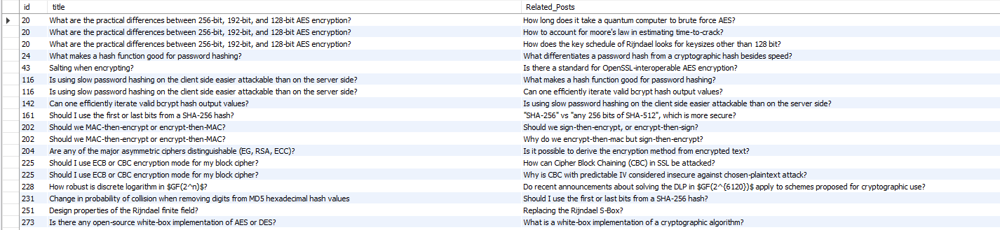 id title Related_Posts
20 What are the practical differences between 256-bit, 192-bit, and 128-bit AES encryption? How long does it take a quantum computer to brute force AES?
20 What are the practical differences between 256-bit, 192-bit, and 128-bit AES encryption? How to account for moore's law in estimating time-to-crack?
20 What are the practical differences between 256-bit, 192-bit, and 128-bit AES encryption? How does the key schedule of Rijndael looks for keysizes other than 128 bit?
24 What makes a hash function good for password hashing? What differentiates a password hash from a cryptographic hash besides speed?
43 Salting when encrypting? Is there a standard for OpenSSL-interoperable AES encryption?
116 Is using slow password hashing on the client side easier attackable than on the server side? What makes a hash function good for password hashing?
116 Is using slow password hashing on the client side easier attackable than on the server side? Can one efficiently iterate valid bcrypt hash output values?
142 Can one efficiently iterate valid bcrypt hash output values? Is using slow password hashing on the client side easier attackable than on the server side?
161 Should I use the first or last bits from a SHA-256 hash? "SHA-256" vs "any 256 bits of SHA-512", which is more secure?
202 Should we MAC-then-encrypt or encrypt-then-MAC? Should we sign-then-encrypt, or encrypt-then-sign?
202 Should we MAC-then-encrypt or encrypt-then-MAC? Why do we encrypt-then-mac but sign-then-encrypt?
204 Are any of the major asymmetric ciphers distinguishable (EG, RSA, ECC)? Is it possible to derive the encryption method from encrypted text?
225 Should I use ECB or CBC encryption mode for my block cipher? How can Cipher Block Chaining (CBC) in SSL be attacked?
225 Should I use ECB or CBC encryption mode for my block cipher? Why is CBC with predictable IV considered insecure against chosen-plaintext attack?
228 How robust is discrete logarithm in $GF(2^n)$? Do recent announcements about solving the DLP in $GF(2^{6120})$ apply to schemes proposed for cryptographic use?
231 Change in probability of collision when removing digits from MD5 hexadecimal hash values Should I use the first or last bits from a SHA-256 hash?
251 Design properties of the Rijndael finite field? Replacing the Rijndael S-Box?
273 Is there any open-source white-box implementation of AES or DES? What is a white-box implementation of a cryptographic algorithm?